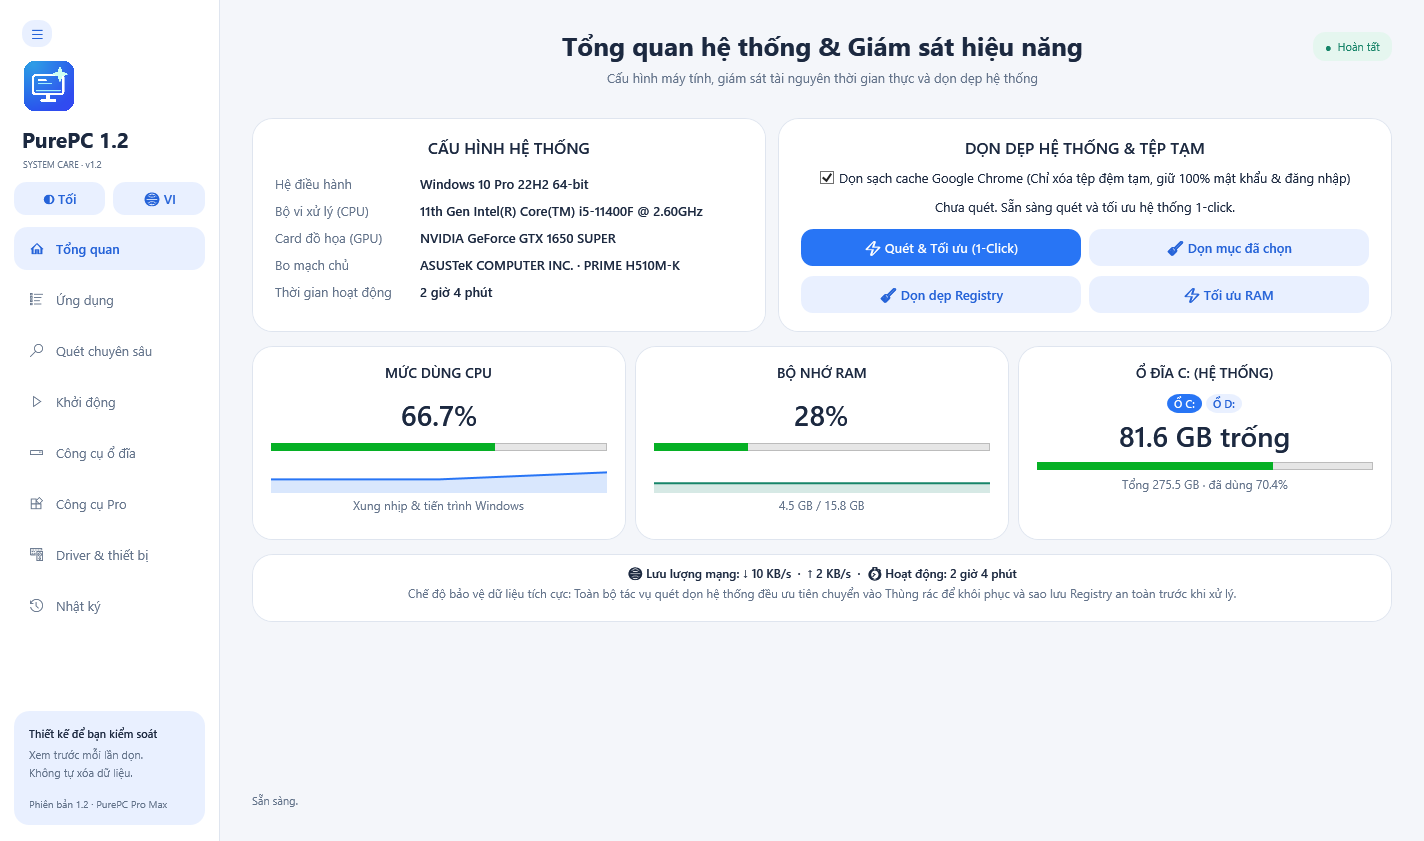 PurePC 1.2
SYSTEM CARE · v1.2
Tối
VI
Tổng quan
Ứng dụng
Quét chuyên sâu
Khởi động
Công cụ ổ đĩa
Công cụ Pro
Driver & thiết bị
Nhật ký
Thiết kế để bạn kiểm soát
Xem trước mỗi lần dọn.
Không tự xóa dữ liệu.
Phiên bản 1.2 · PurePC Pro Max
Tổng quan hệ thống & Giám sát hiệu năng
Cấu hình máy tính, giám sát tài nguyên thời gian thực và dọn dẹp hệ thống
● Hoàn tất
CẤU HÌNH HỆ THỐNG
Hệ điều hành Windows 10 Pro 22H2 64-bit
Bộ vi xử lý (CPU) 11th Gen Intel(R) Core(TM) i5-11400F @ 2.60GHz
Card đồ họa (GPU) NVIDIA GeForce GTX 1650 SUPER
Bo mạch chủ ASUSTeK COMPUTER INC. · PRIME H510M-K
Thời gian hoạt động 2 giờ 4 phút
DỌN DẸP HỆ THỐNG & TỆP TẠM
Dọn sạch cache Google Chrome (Chỉ xóa tệp đệm tạm, giữ 100% mật khẩu & đăng nhập)
Chưa quét. Sẵn sàng quét và tối ưu hệ thống 1-click.
Quét & Tối ưu (1-Click)
Dọn mục đã chọn
Dọn dẹp Registry
Tối ưu RAM
MỨC DÙNG CPU
66.7%
Xung nhịp & tiến trình Windows
BỘ NHỚ RAM
28%
4.5 GB / 15.8 GB
Ổ ĐĨA C: (HỆ THỐNG)
Ổ C: Ổ D:
81.6 GB trống
Tổng 275.5 GB · đã dùng 70.4%
Lưu lượng mạng: ↓ 10 KB/s · ↑ 2 KB/s · Hoạt động: 2 giờ 4 phút
Chế độ bảo vệ dữ liệu tích cực: Toàn bộ tác vụ quét dọn hệ thống đều ưu tiên chuyển vào Thùng rác để khôi phục và sao lưu Registry an toàn trước khi xử lý.
Sẵn sàng.